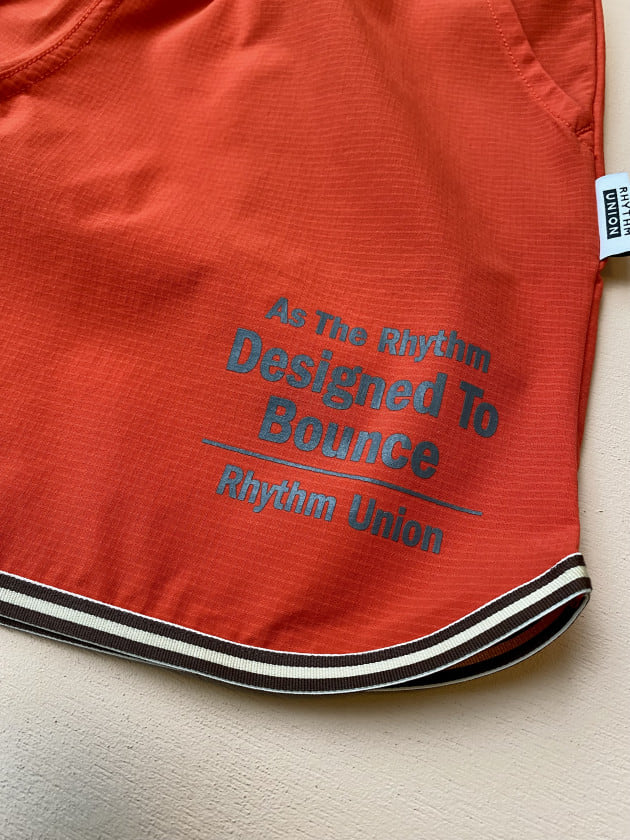 As The Rhythm
Designed To
Bounce
Rhythm Union
RHYTHM
UNION